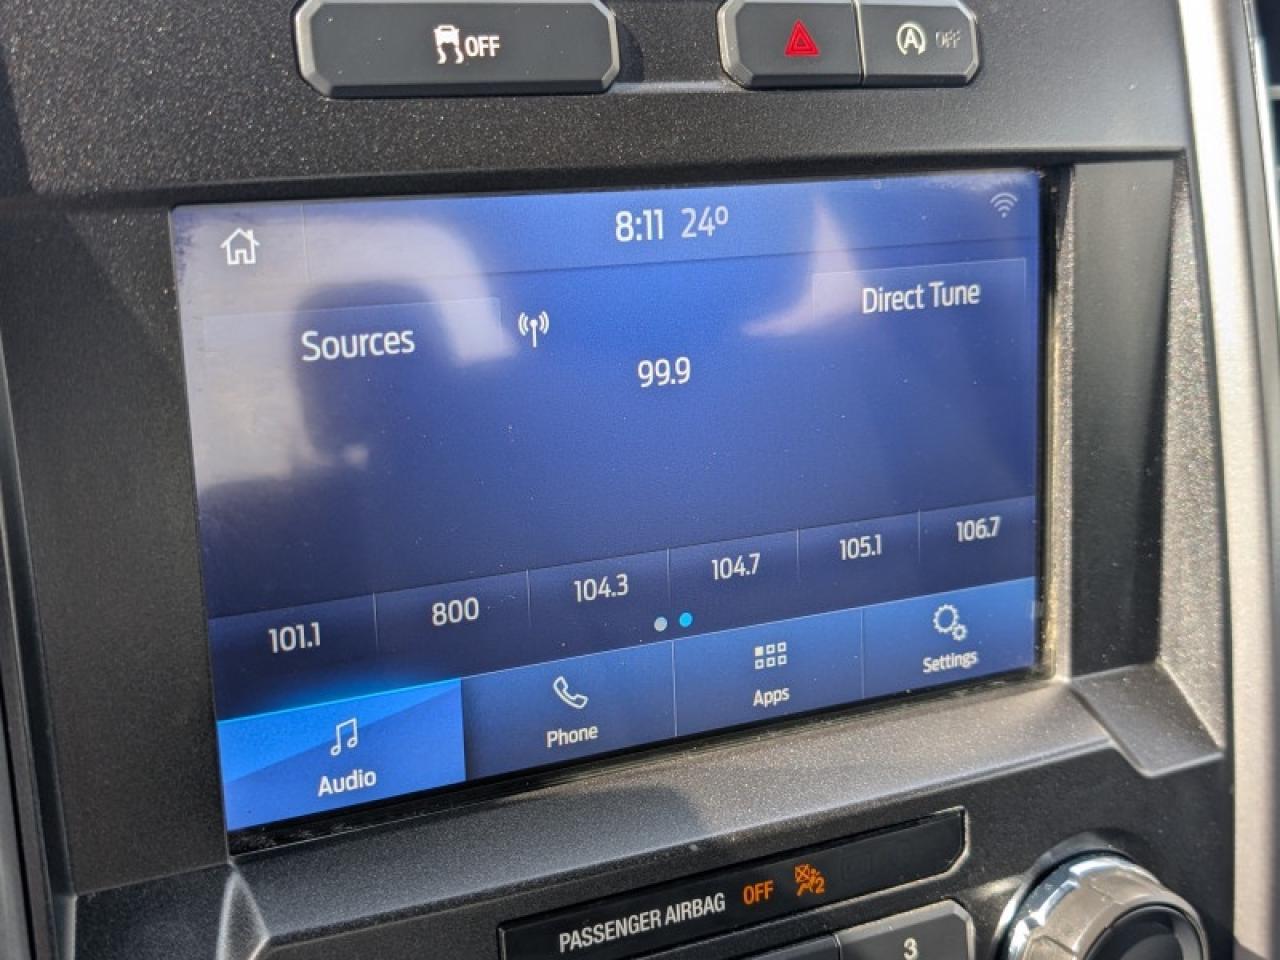 OFF
A OFF
8:11 24°
Sources
Direct Tune
99.9
101.1 800 104.3 104.7 105.1 106.7
Audio Phone Apps Settings
PASSENGER AIRBAG OFF 2
3